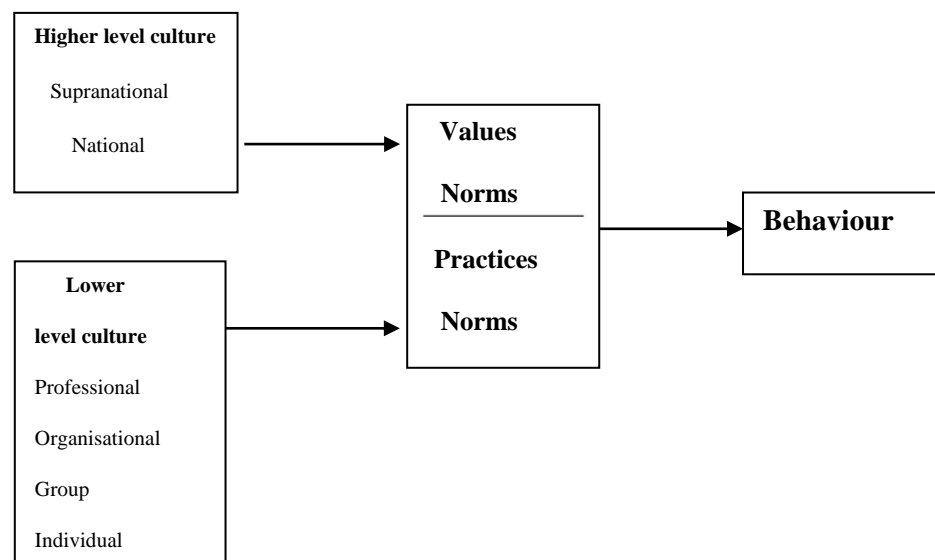 Higher level culture
Supranational
National
Values
Norms
Practices
Norms
Behaviour
Lower
level culture
Professional
Organisational
Group
Individual